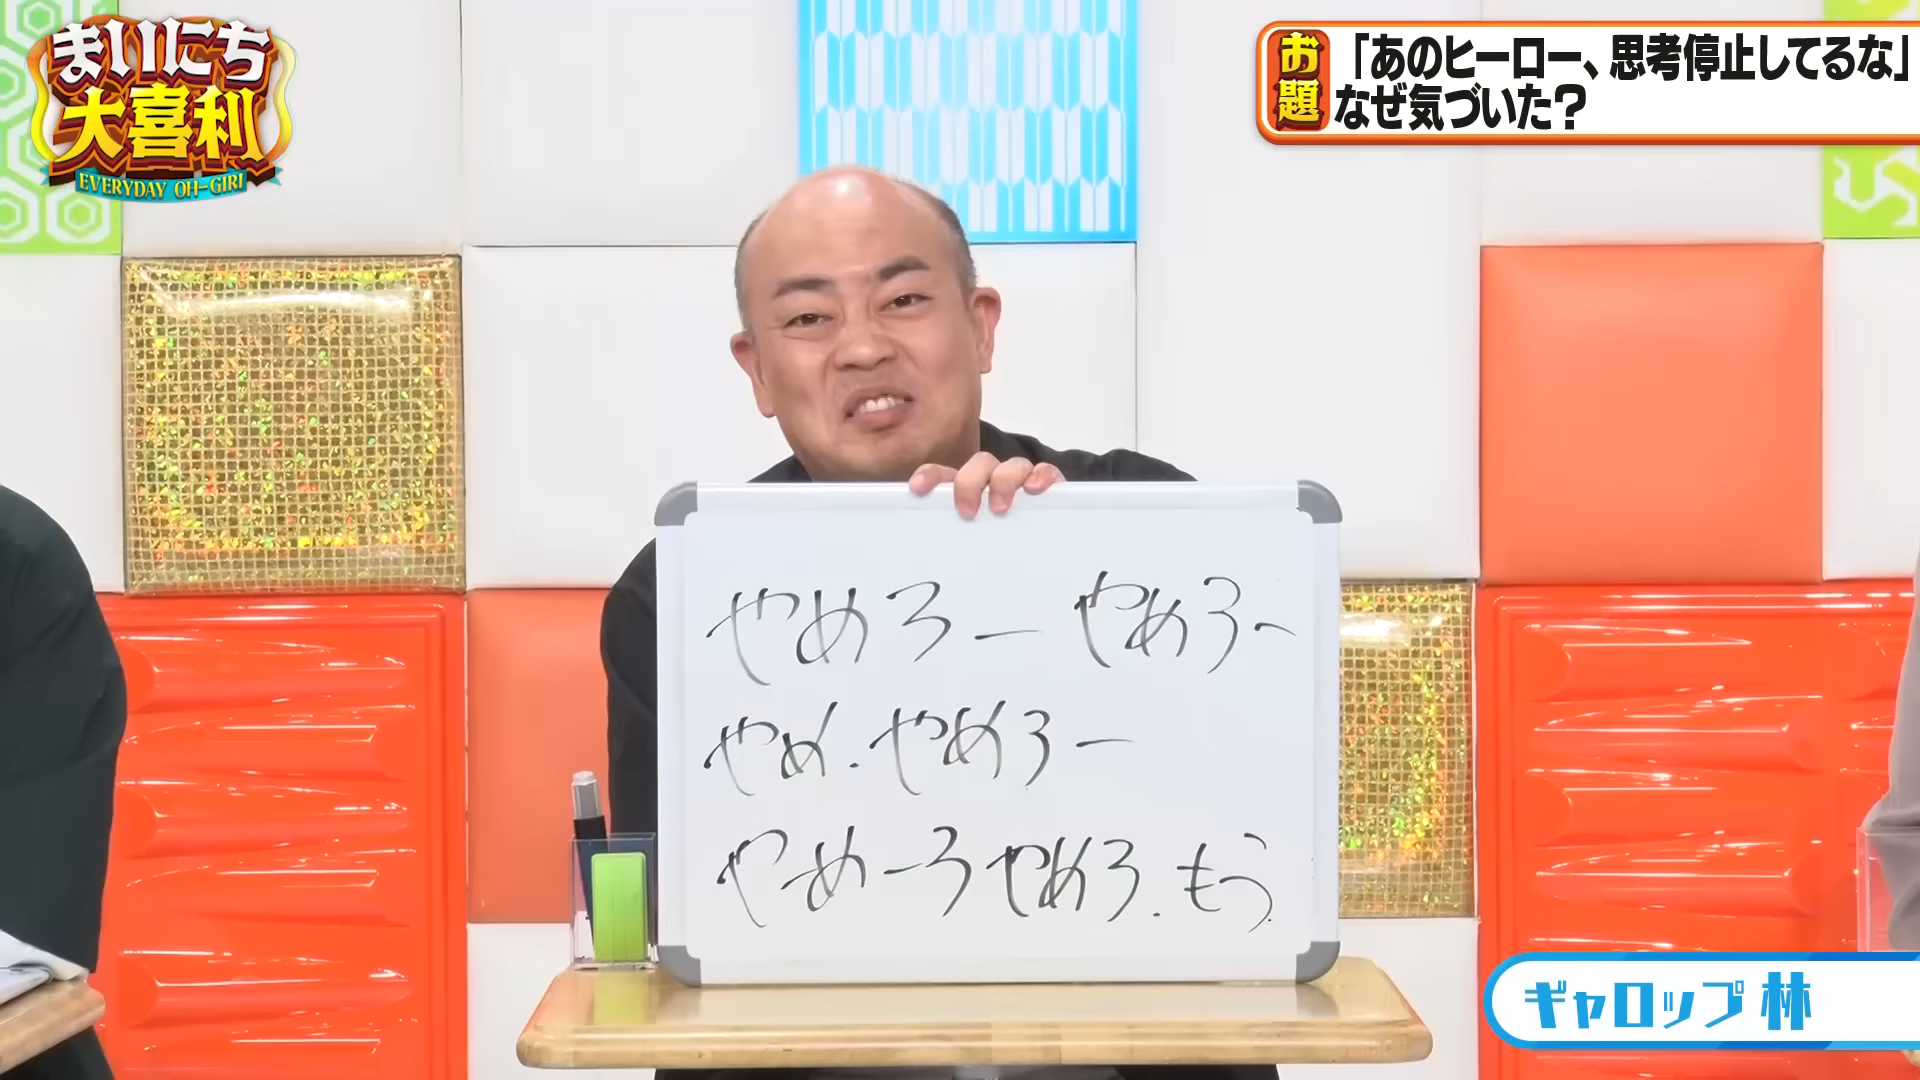 まいにち
大喜利
EVERYDAY OH-GIRI
お題
「あのヒーロー、思考停止してるな」
なぜ気づいた?
やめろー やめろー
やめ.やめろー
やめーろやめろ.もう
ギャロップ 林